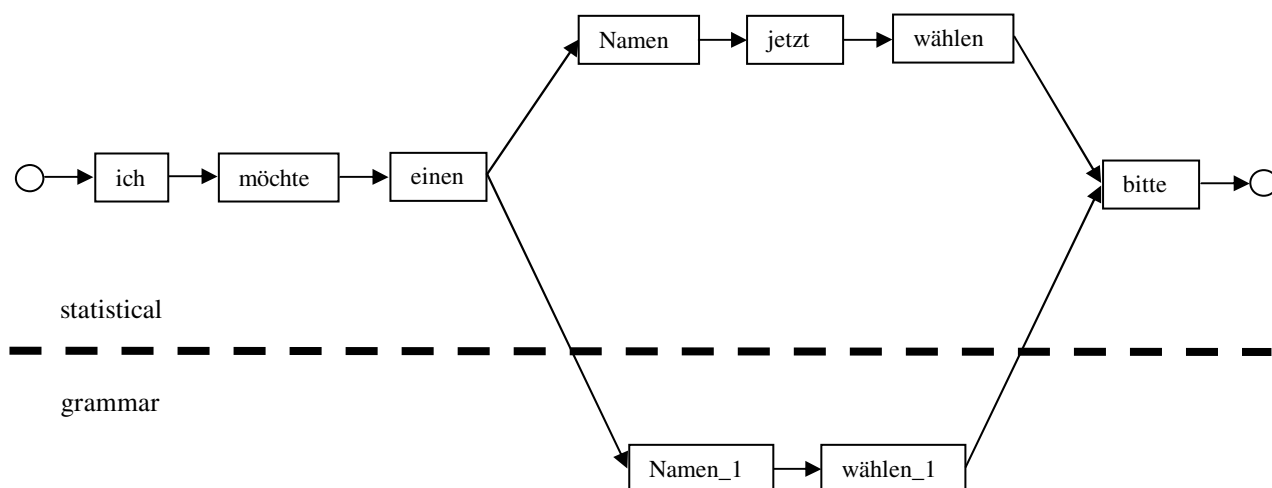 Namen jetzt wählen
ich möchte einen bitte
statistical
grammar
Namen_1 wählen_1